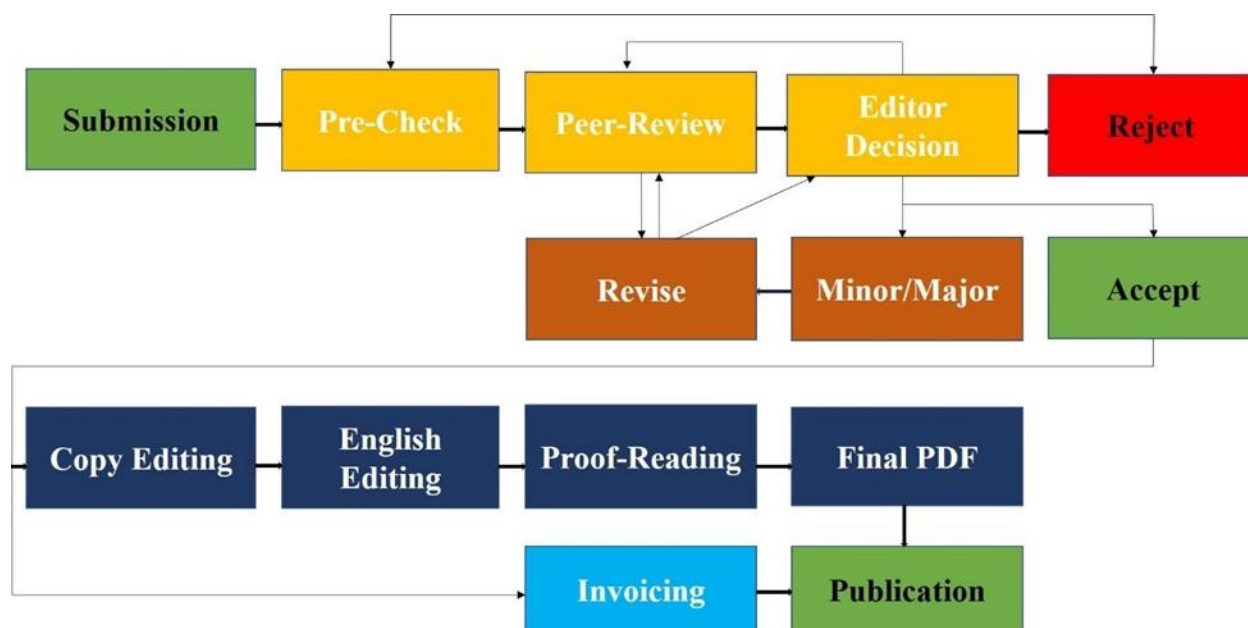 Submission
Pre-Check
Peer-Review
Editor
Decision
Reject
Revise
Minor/Major
Accept
Copy Editing
English
Editing
Proof-Reading
Final PDF
Invoicing
Publication